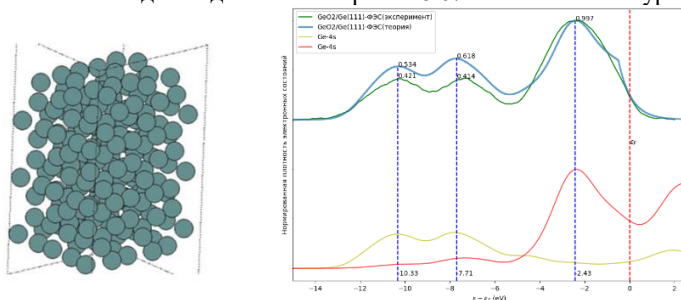 GeO2/Ge(111)-ФЭС(эксперимент)
GeO2/Ge(111)-ФЭС(теория)
Ge-4s
Ge-4s
0.997
0.618
0.534
0.421
0.414
εF
Нормированная плотность электронных состояний
10.33
7.71
-2.43
−14
−12
−10
−8
−6
−4
−2
0
2
ε − εF (eV)